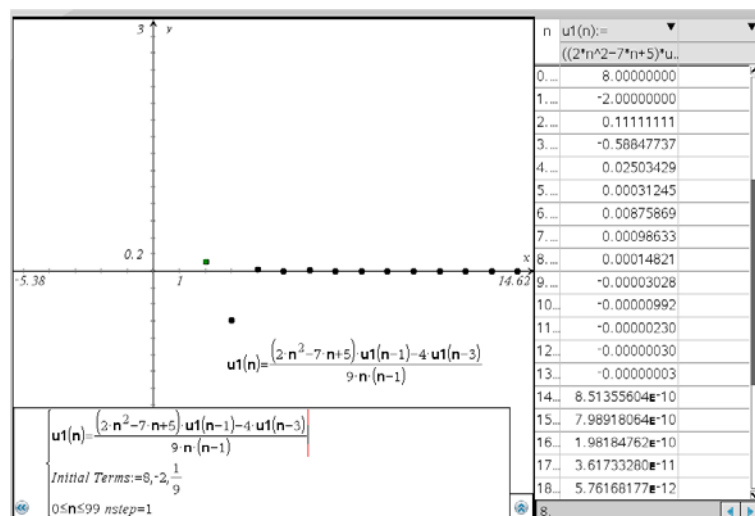 3 y
0.2
x
-5.38 1 14.62
u1(n)=((2·n²-7·n+5)·u1(n-1)-4·u1(n-3))/(9·n·(n-1))
u1(n)=((2·n²-7·n+5)·u1(n-1)-4·u1(n-3))/(9·n·(n-1))
Initial Terms:=8,-2,1/9
0≤n≤99 nstep=1
n u1(n):=
((2*n^2-7*n+5)*u..
0.... 8.00000000
1.... -2.00000000
2.... 0.11111111
3.... -0.58847737
4.... 0.02503429
5.... 0.00031245
6.... 0.00875869
7.... 0.00098633
8.... 0.00014821
9.... -0.00003028
10... -0.00000992
11... -0.00000230
12... -0.00000030
13... -0.00000003
14... 8.51355604E-10
15... 7.98918064E-10
16... 1.98184762E-10
17... 3.61733280E-11
18... 5.76168177E-12
8.